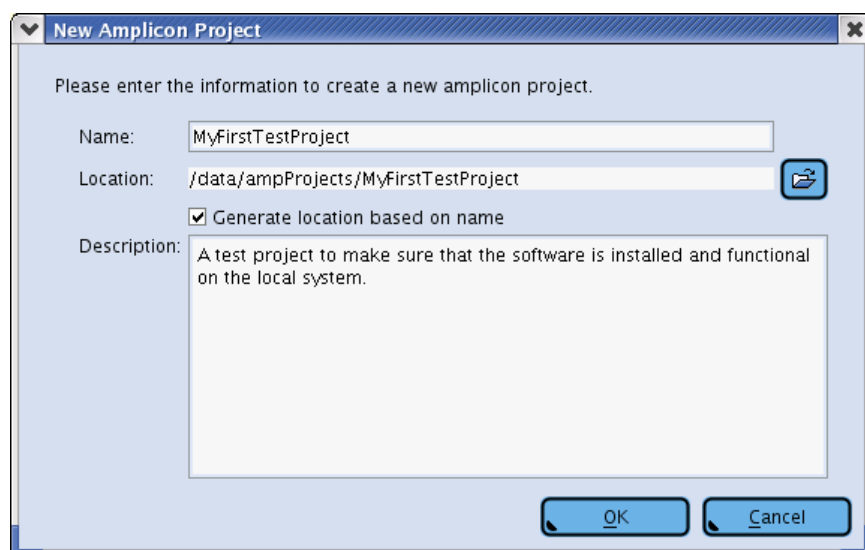 New Amplicon Project
Please enter the information to create a new amplicon project.
Name: MyFirstTestProject
Location: /data/ampProjects/MyFirstTestProject
Generate location based on name
Description: A test project to make sure that the software is installed and functional
on the local system.
OK Cancel